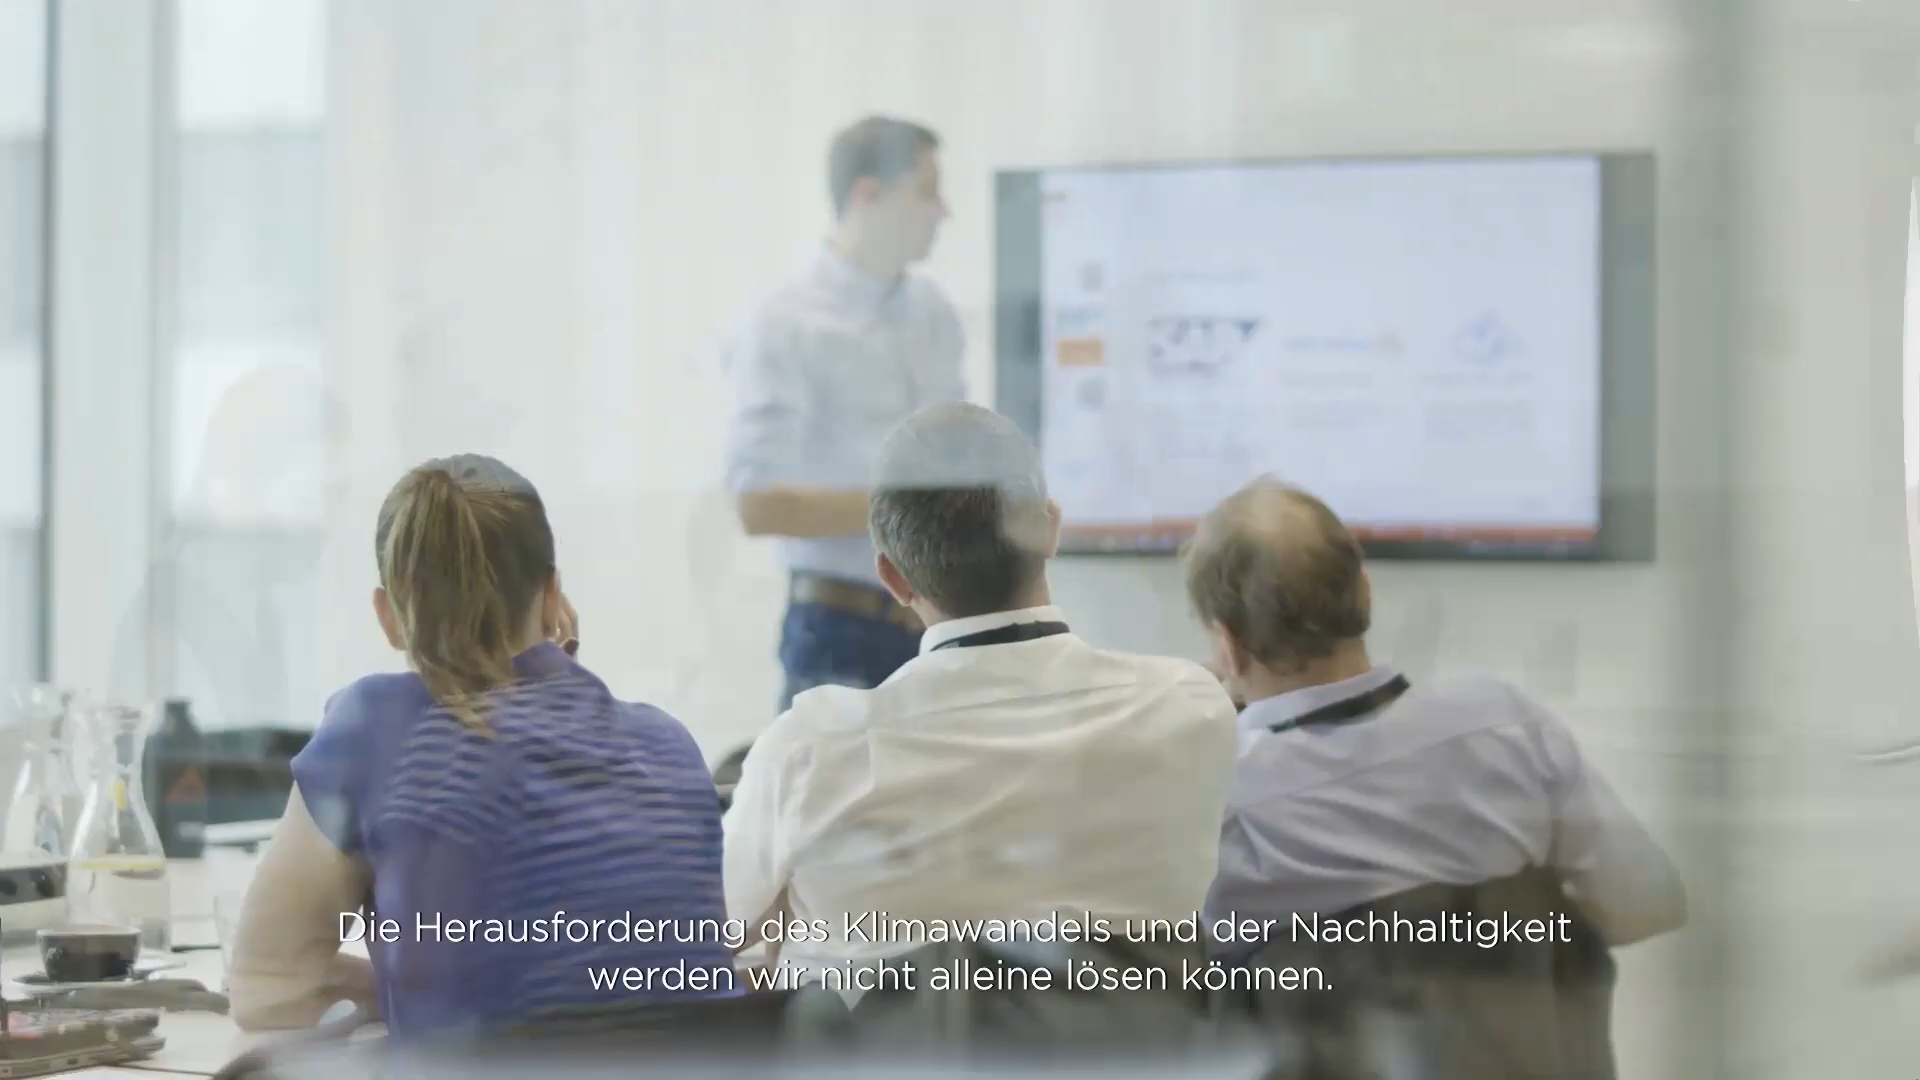 Die Herausforderung des Klimawandels und der Nachhaltigkeit
werden wir nicht alleine lösen können.